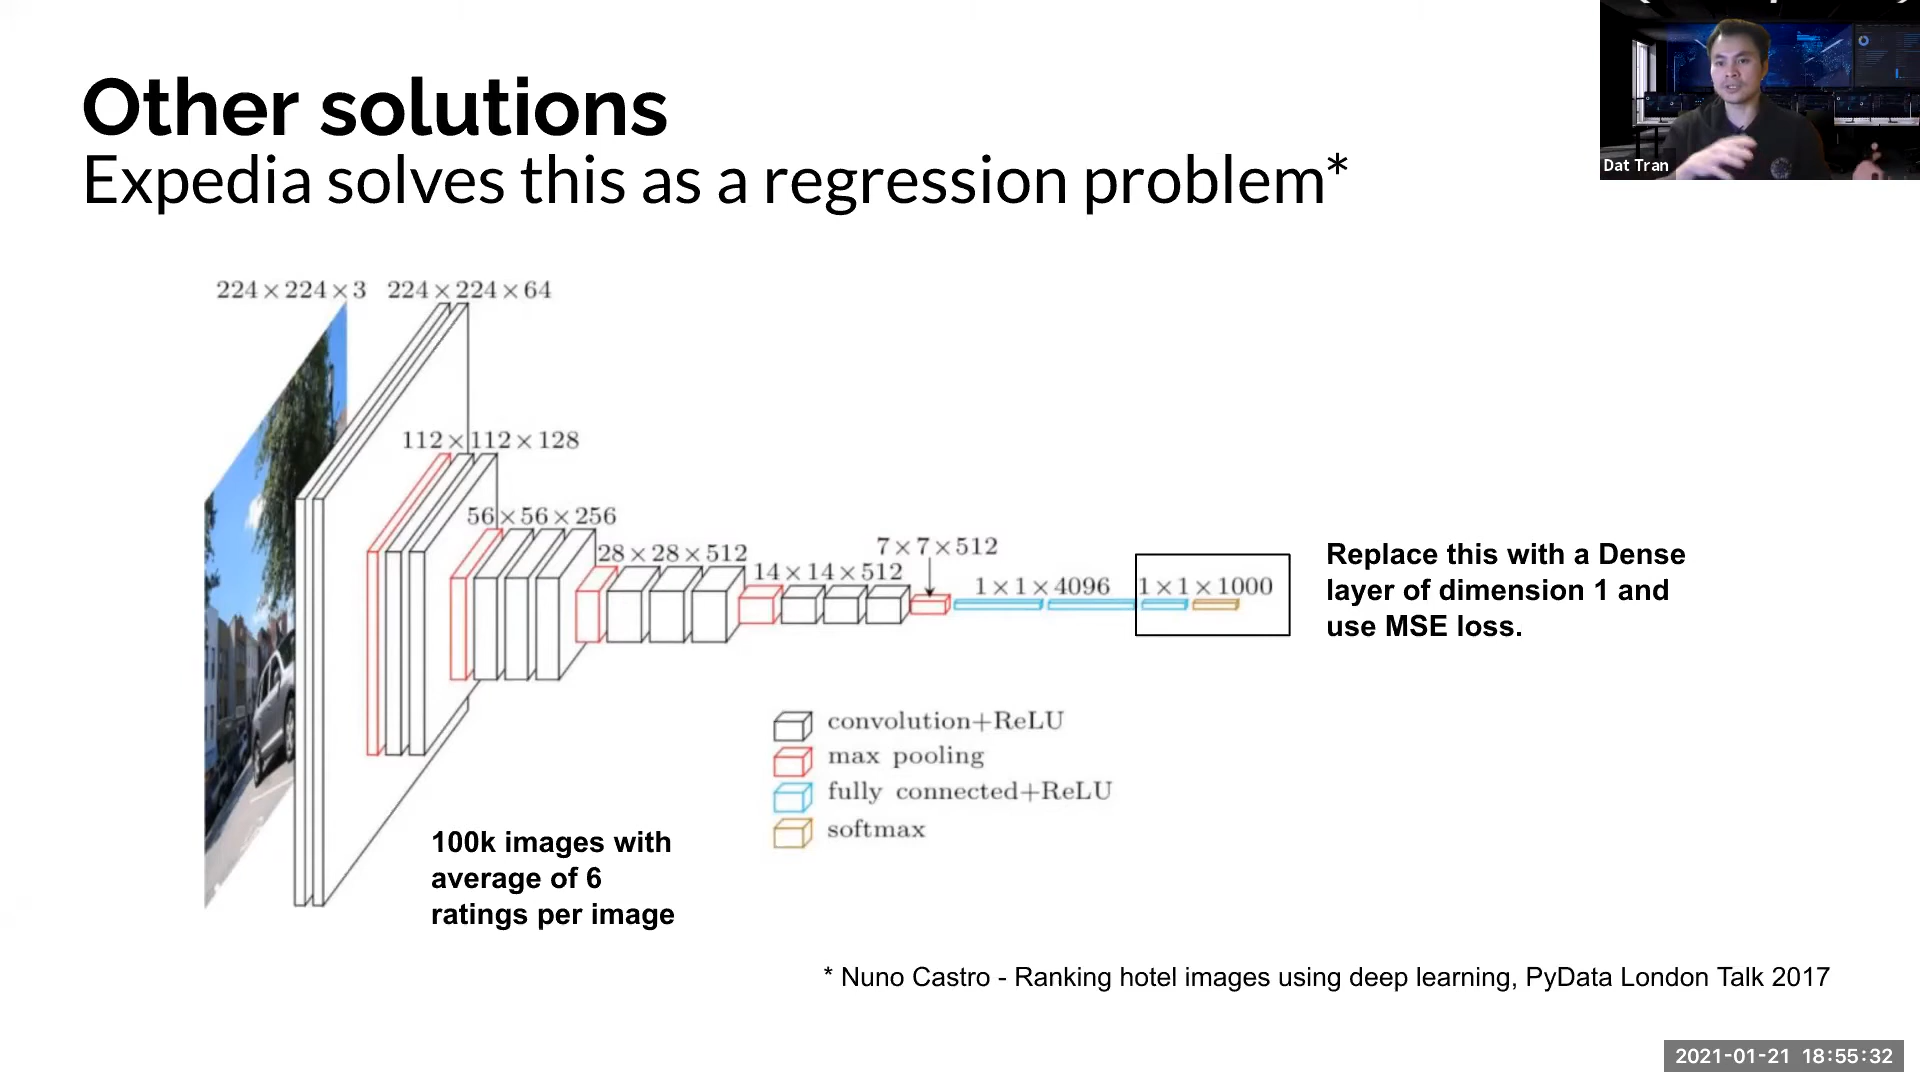 Other solutions
Expedia solves this as a regression problem*
Dat Tran
224×224×3 224×224×64
112×112×128
56×56×256
28×28×512
14×14×512
7×7×512
1×1×4096
1×1×1000
Replace this with a Dense
layer of dimension 1 and
use MSE loss.
convolution+ReLU
max pooling
fully connected+ReLU
softmax
100k images with
average of 6
ratings per image
* Nuno Castro - Ranking hotel images using deep learning, PyData London Talk 2017
2021-01-21 18:55:32